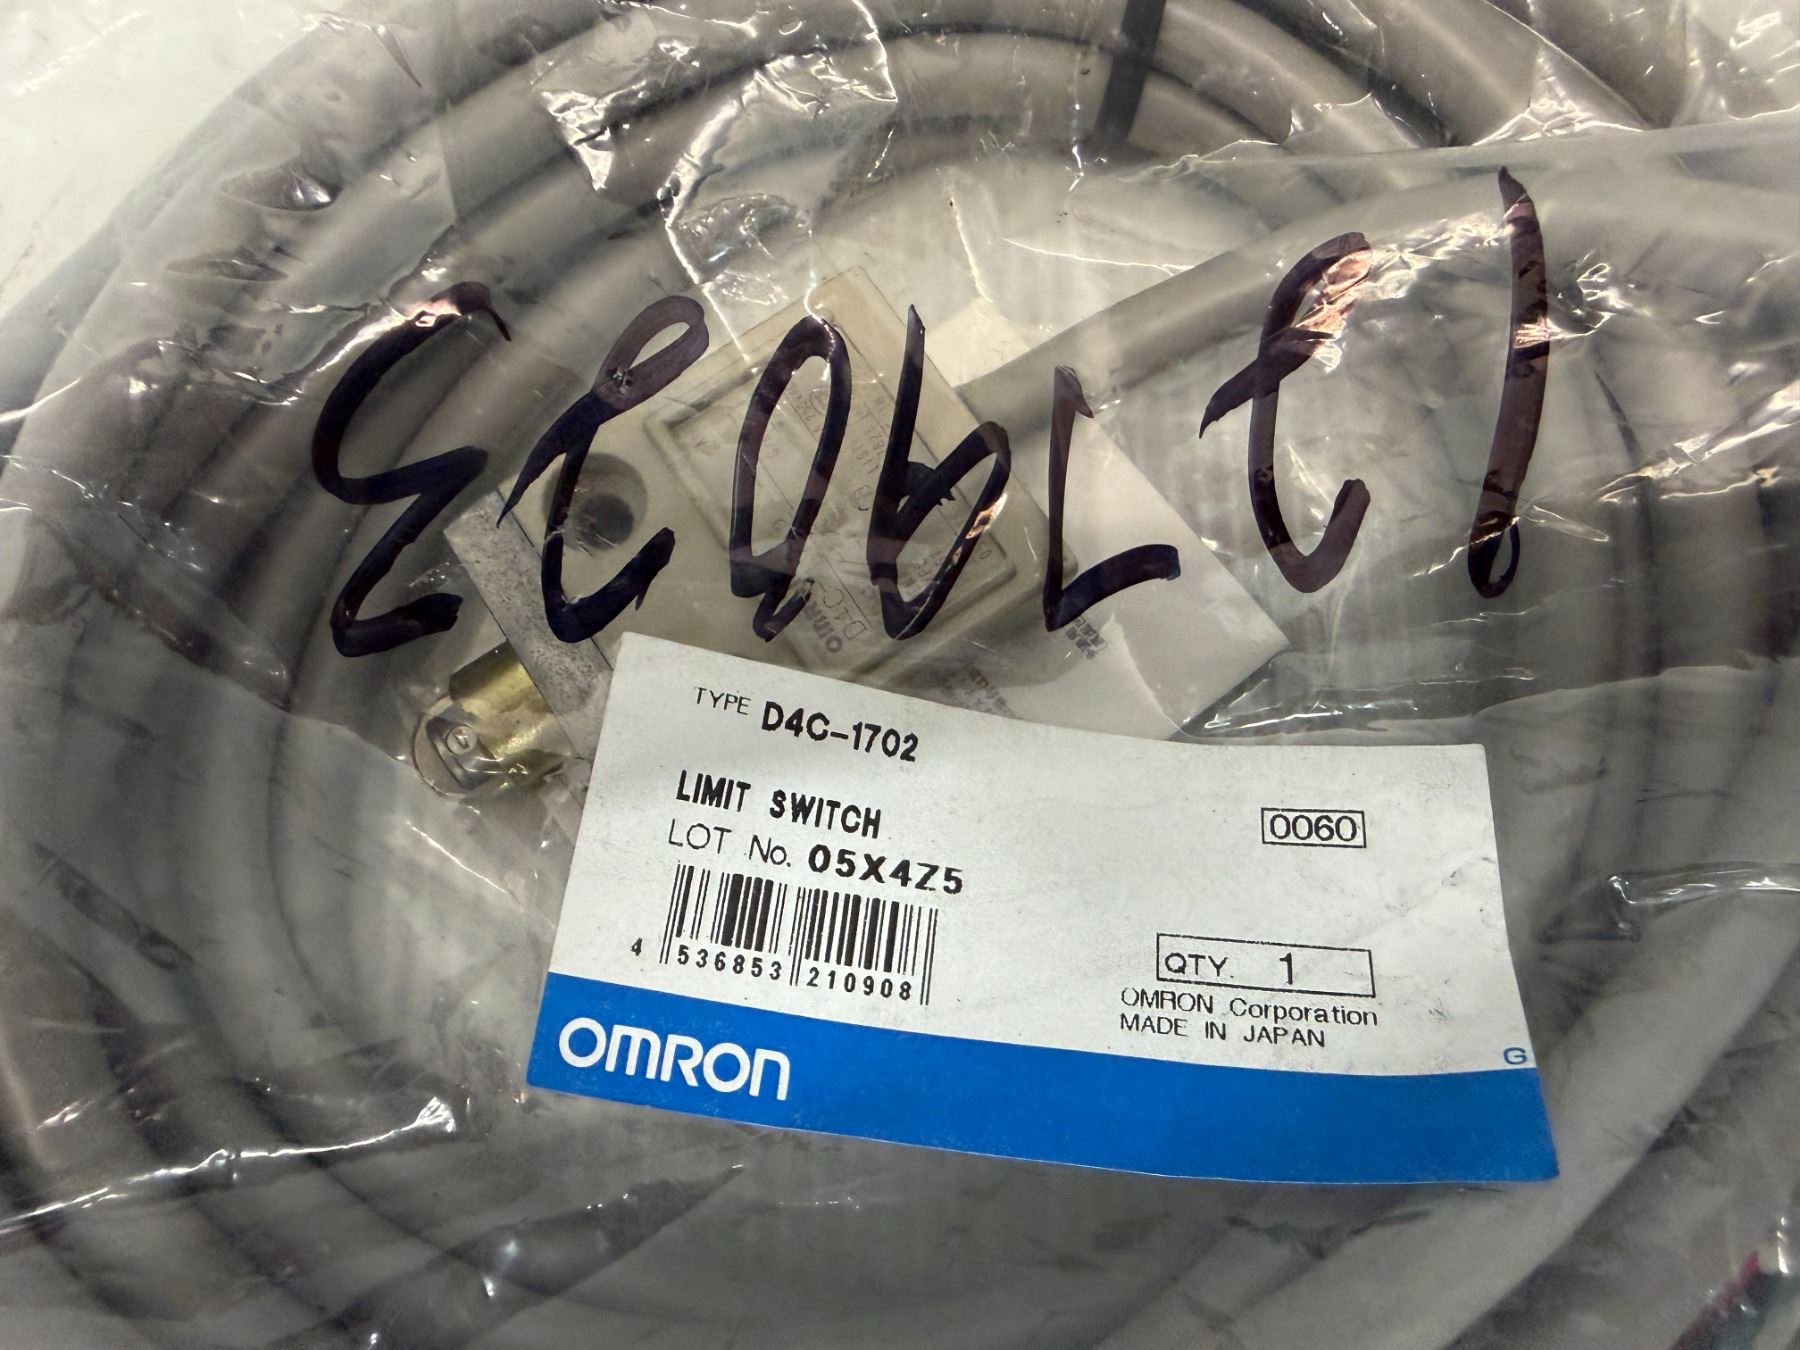 TYPE D4C-1702
LIMIT SWITCH
LOT No. 05X4Z5
0060
4 536853 210908
QTY. 1
OMRON Corporation
MADE IN JAPAN
G
OMRON